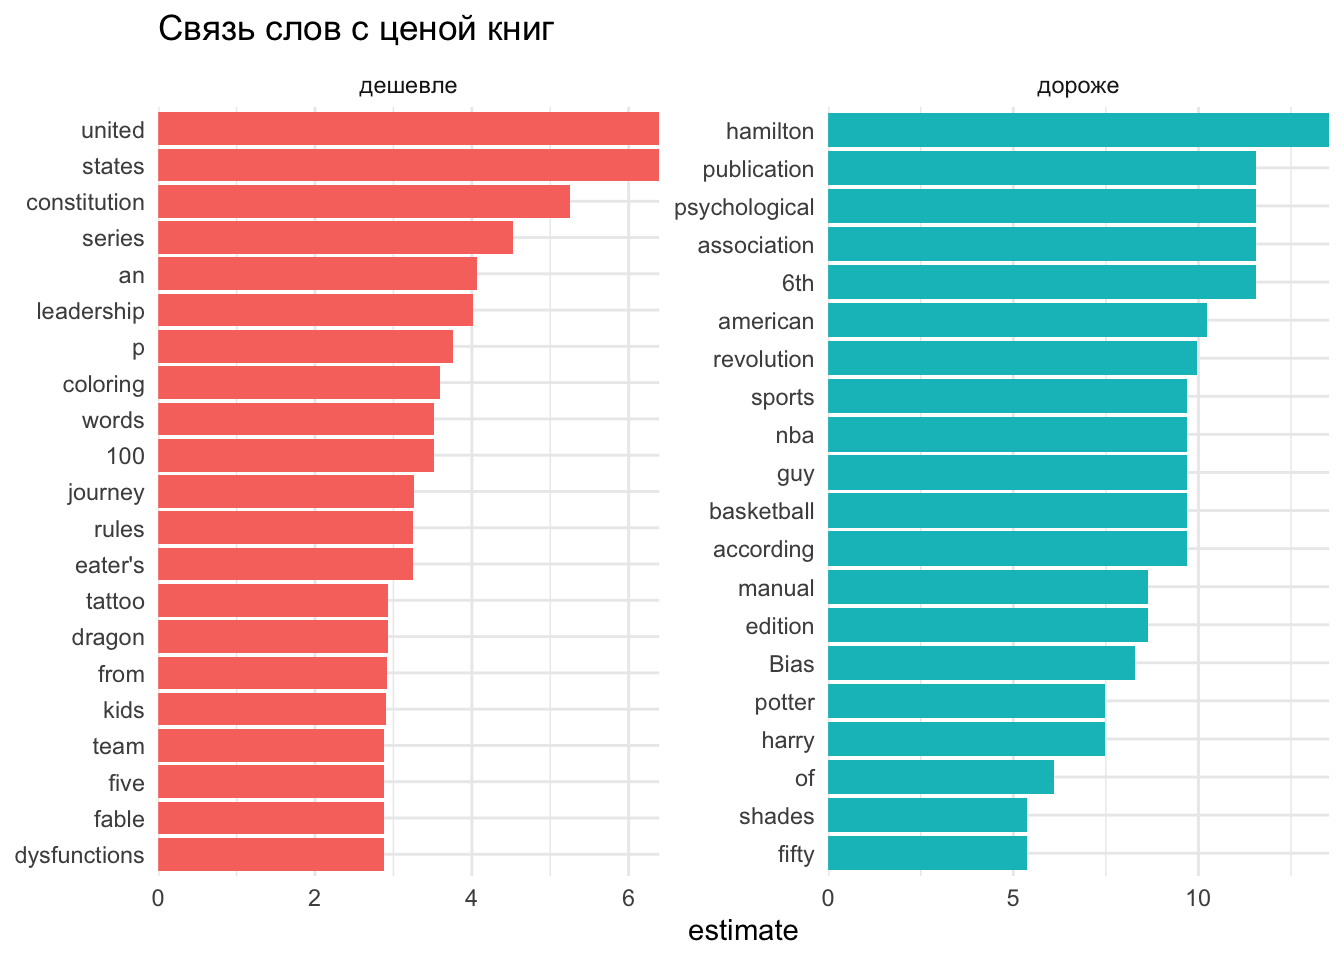 Связь слов с ценой книг
дешевле
united
states
constitution
series
an
leadership
p
coloring
words
100
journey
rules
eater's
tattoo
dragon
from
kids
team
five
fable
dysfunctions
0 2 4 6
дороже
hamilton
publication
psychological
association
6th
american
revolution
sports
nba
guy
basketball
according
manual
edition
Bias
potter
harry
of
shades
fifty
0 5 10
estimate